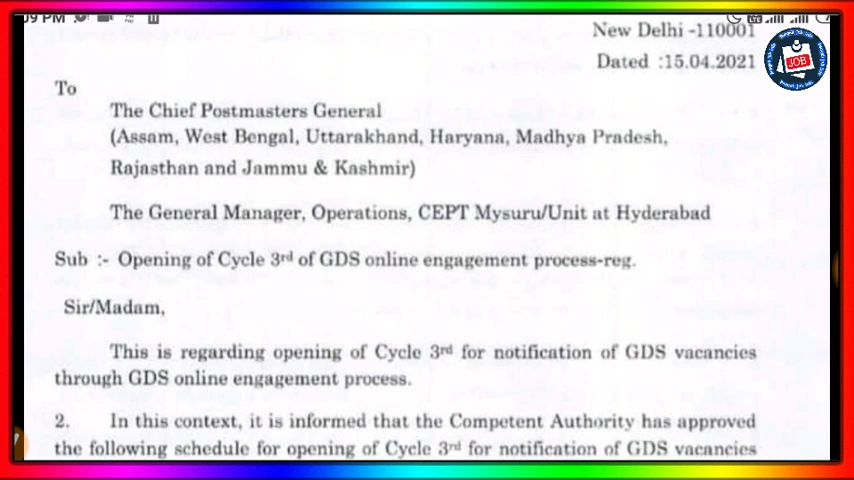 09 PM
New Delhi -110001
Dated :15.04.2021
JOB
To
The Chief Postmasters General
(Assam, West Bengal, Uttarakhand, Haryana, Madhya Pradesh,
Rajasthan and Jammu & Kashmir)
The General Manager, Operations, CEPT Mysuru/Unit at Hyderabad
Sub :- Opening of Cycle 3rd of GDS online engagement process-reg.
Sir/Madam,
This is regarding opening of Cycle 3rd for notification of GDS vacancies
through GDS online engagement process.
2. In this context, it is informed that the Competent Authority has approved
the following schedule for opening of Cycle 3rd for notification of GDS vacancies